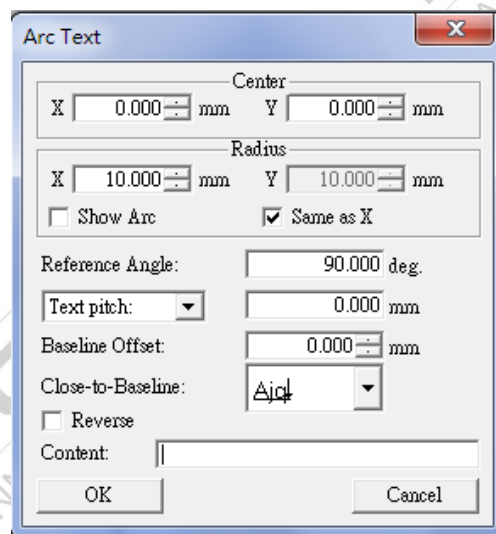 Arc Text
Center
X 0.000 mm Y 0.000 mm
Radius
X 10.000 mm Y 10.000 mm
Show Arc Same as X
Reference Angle: 90.000 deg.
Text pitch: 0.000 mm
Baseline Offset: 0.000 mm
Close-to-Baseline: Ajq
Reverse
Content:
OK Cancel